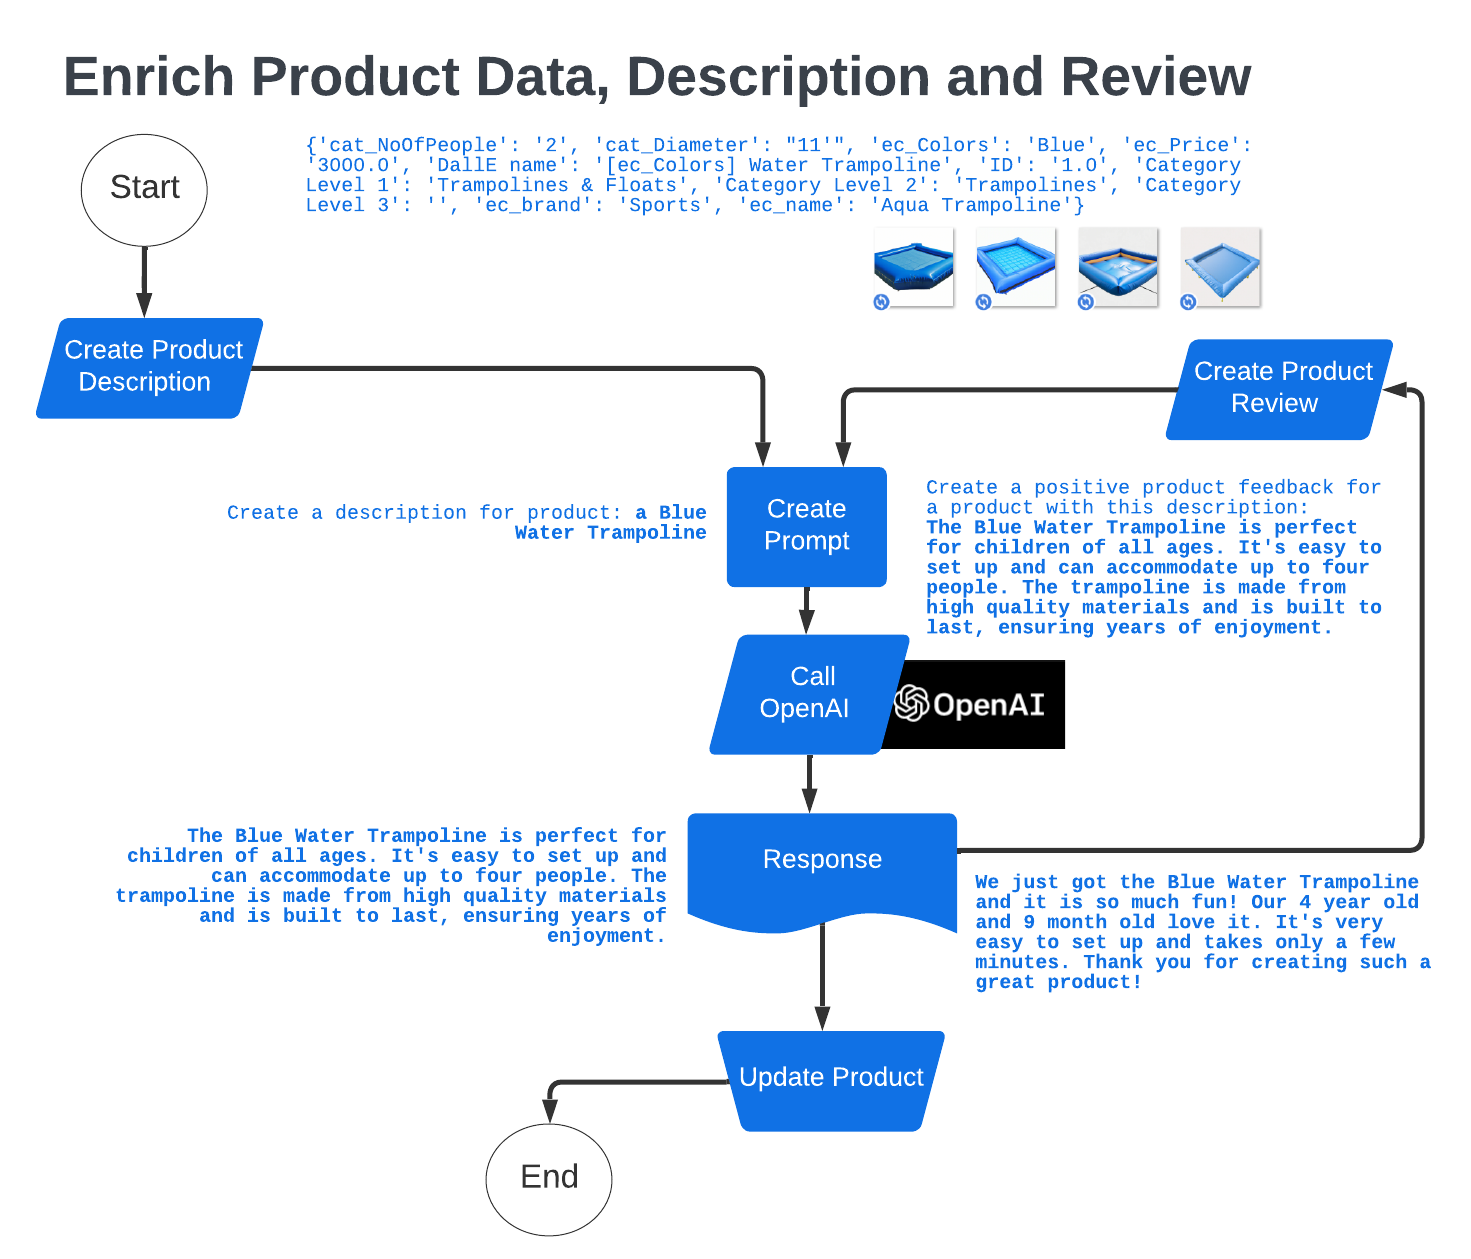 Enrich Product Data, Description and Review
Start
{'cat_NoOfPeople': '2', 'cat_Diameter': "11'", 'ec_Colors': 'Blue', 'ec_Price':
'3000.0', 'DallE name': '[ec_Colors] Water Trampoline', 'ID': '1.0', 'Category
Level 1': 'Trampolines & Floats', 'Category Level 2': 'Trampolines', 'Category
Level 3': '', 'ec_brand': 'Sports', 'ec_name': 'Aqua Trampoline'}
Create Product
Description
Create Product
Review
Create a description for product: a Blue
Water Trampoline
Create
Prompt
Create a positive product feedback for
a product with this description:
The Blue Water Trampoline is perfect
for children of all ages. It's easy to
set up and can accommodate up to four
people. The trampoline is made from
high quality materials and is built to
last, ensuring years of enjoyment.
Call
OpenAI
OpenAI
The Blue Water Trampoline is perfect for
children of all ages. It's easy to set up and
can accommodate up to four people. The
trampoline is made from high quality materials
and is built to last, ensuring years of
enjoyment.
Response
We just got the Blue Water Trampoline
and it is so much fun! Our 4 year old
and 9 month old love it. It's very
easy to set up and takes only a few
minutes. Thank you for creating such a
great product!
Update Product
End